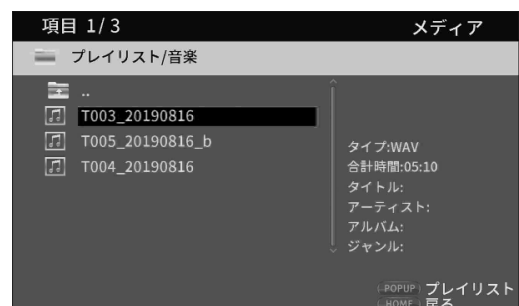 項目 1/3
メディア
プレイリスト/音楽
..
T003_20190816
T005_20190816_b
T004_20190816
タイプ:WAV
合計時間:05:10
タイトル:
アーティスト:
アルバム:
ジャンル:
POPUP プレイリスト
HOME 戻る